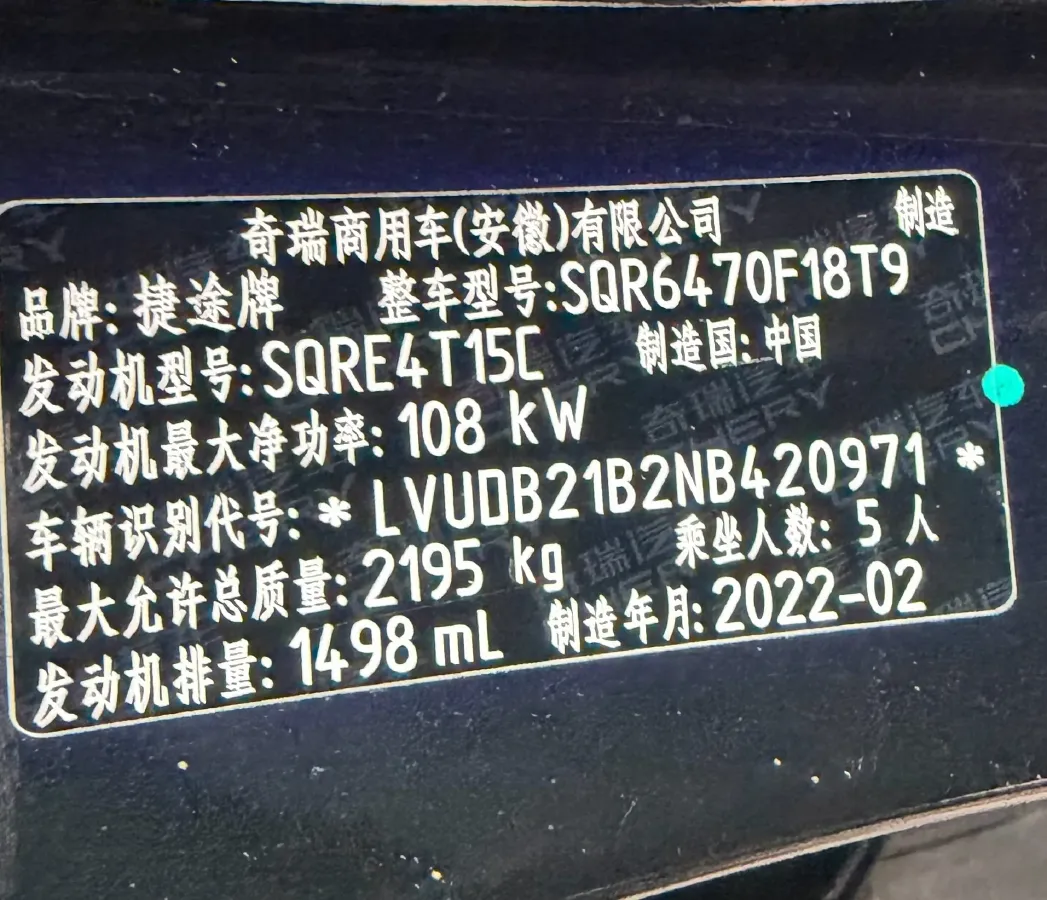 奇瑞商用车(安徽)有限公司 制造
品牌: 捷途牌 整车型号:SQR6470F18T9
发动机型号:SQRE4T15C 制造国:中国
发动机最大净功率: 108 kW
车辆识别代号: * LVUDB21B2NB420971 *
最大允许总质量: 2195 kg 乘坐人数: 5 人
发动机排量: 1498 mL 制造年月:2022-02